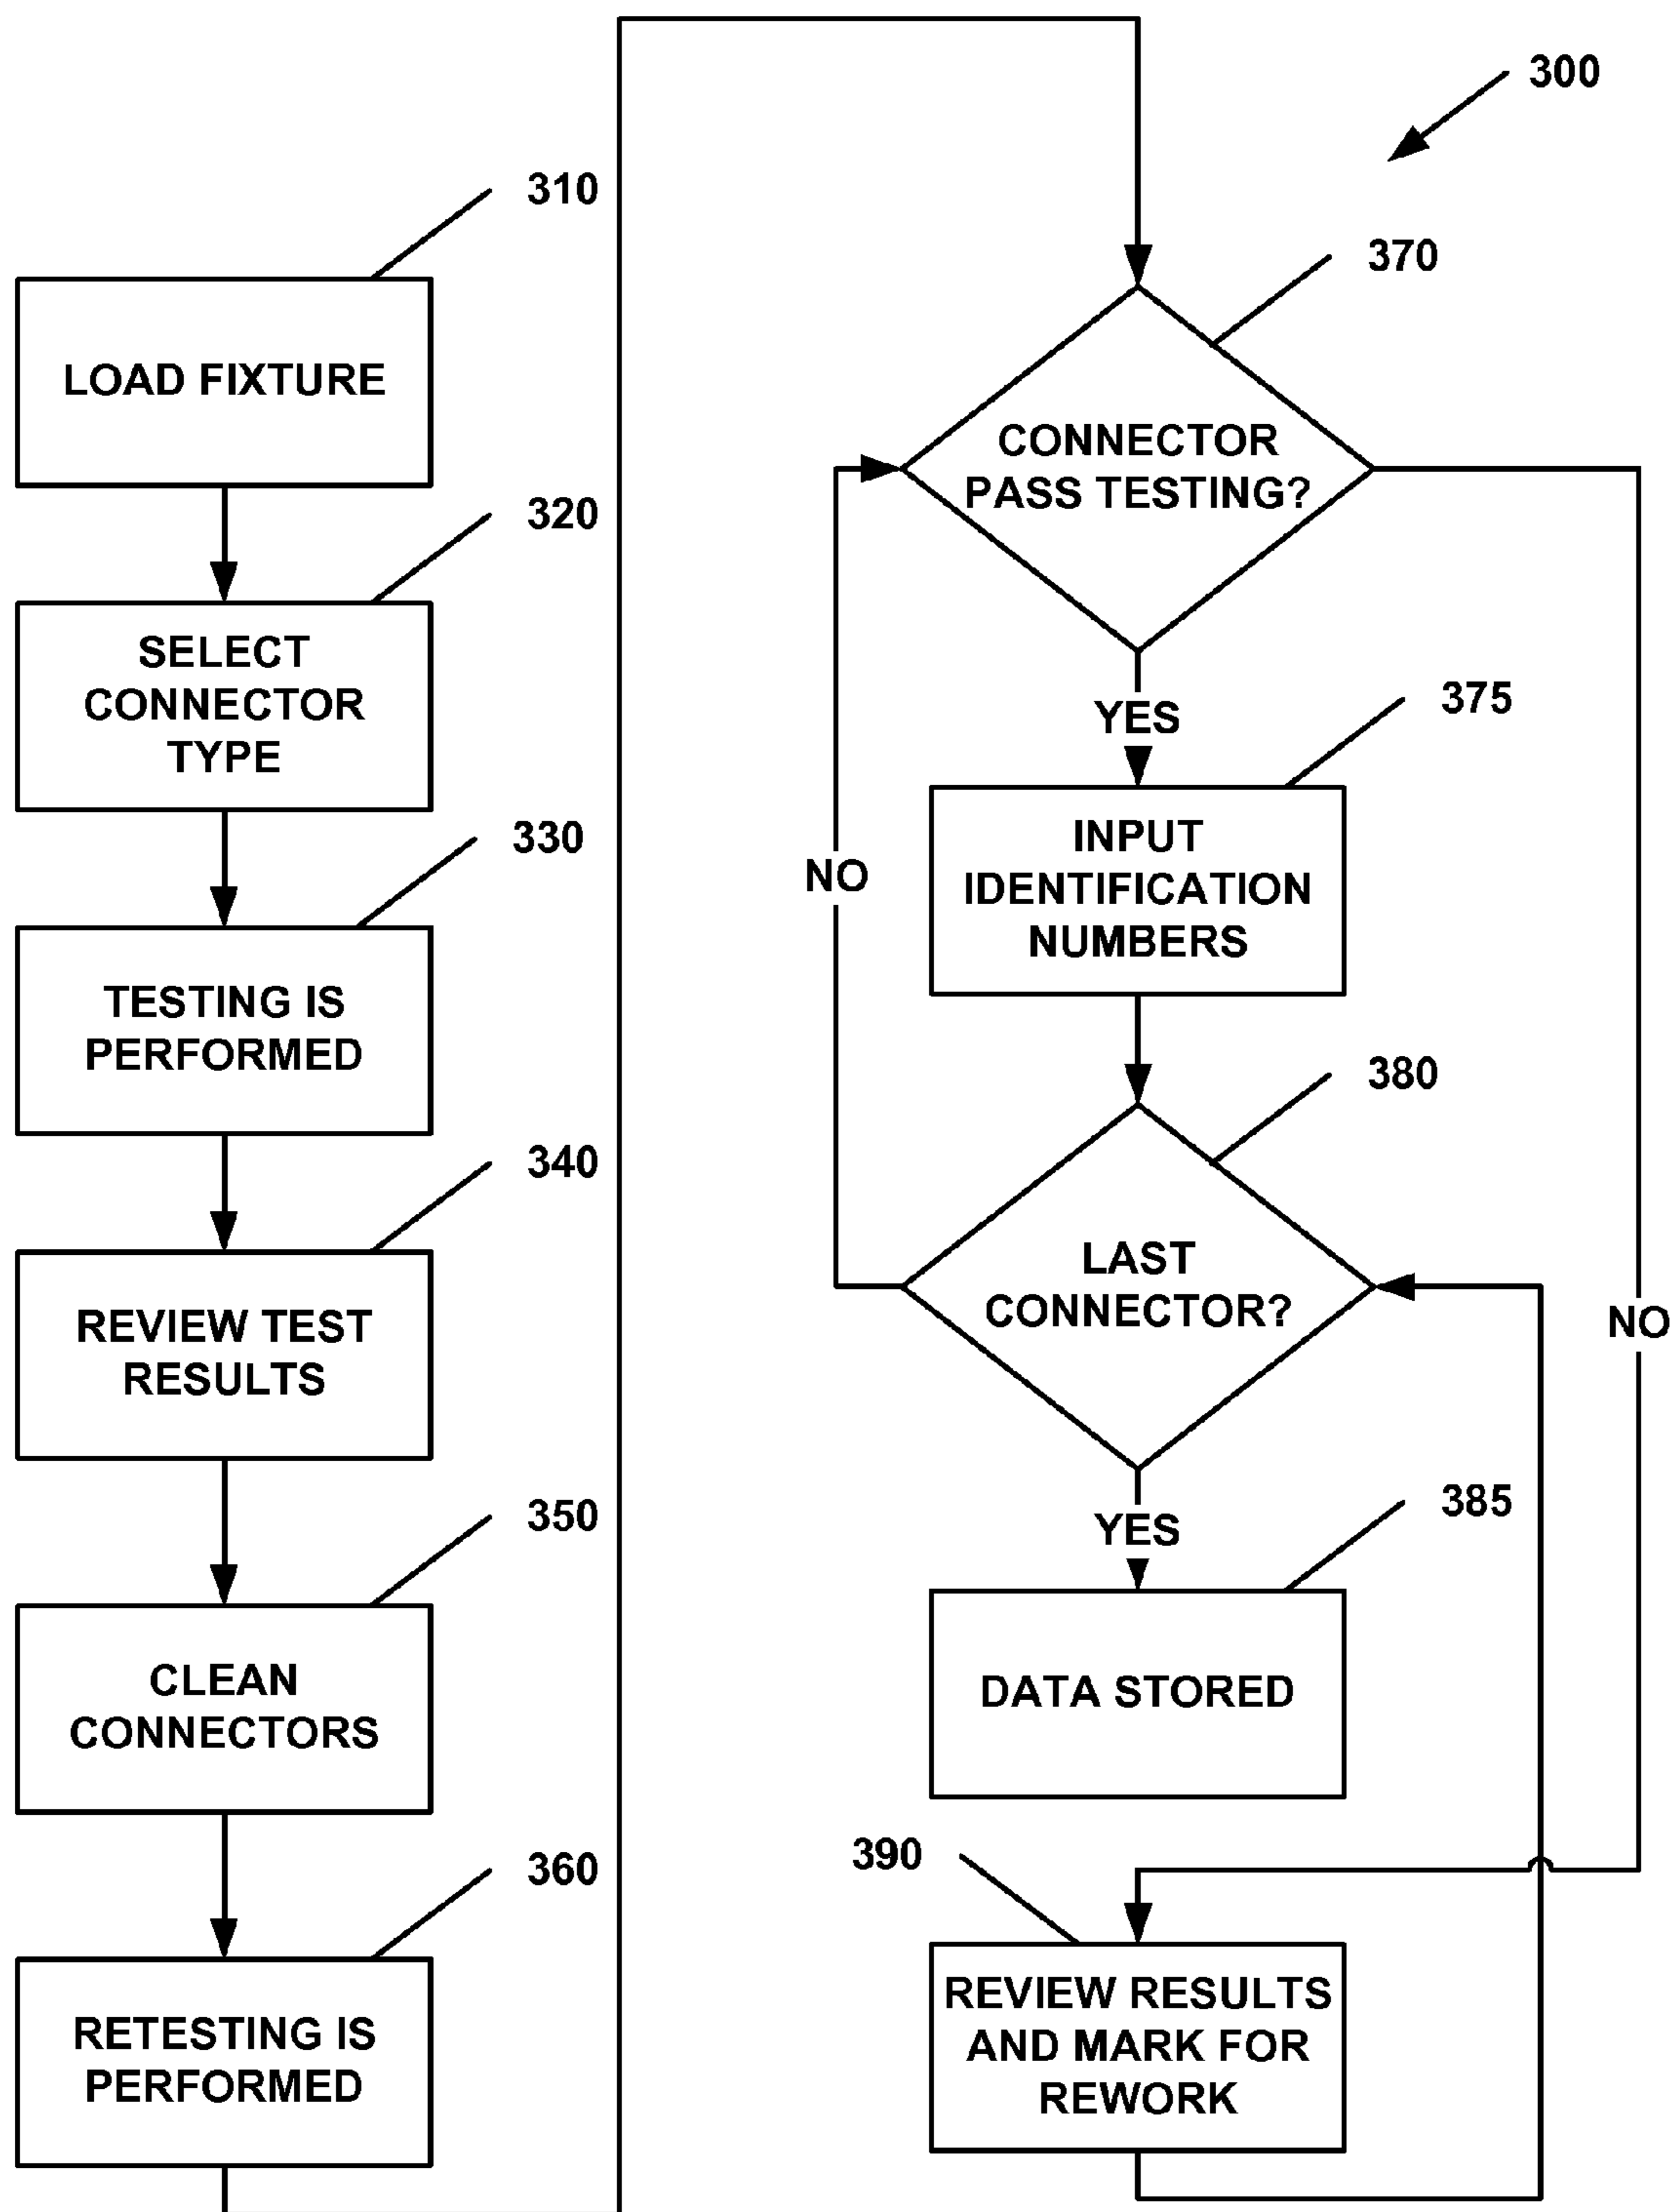 300
310
LOAD FIXTURE
320
SELECT
CONNECTOR
TYPE
330
TESTING IS
PERFORMED
340
REVIEW TEST
RESULTS
350
CLEAN
CONNECTORS
360
RETESTING IS
PERFORMED
370
CONNECTOR
PASS TESTING?
YES
375
INPUT
IDENTIFICATION
NUMBERS
NO
380
LAST
CONNECTOR?
NO
YES
385
DATA STORED
390
REVIEW RESULTS
AND MARK FOR
REWORK